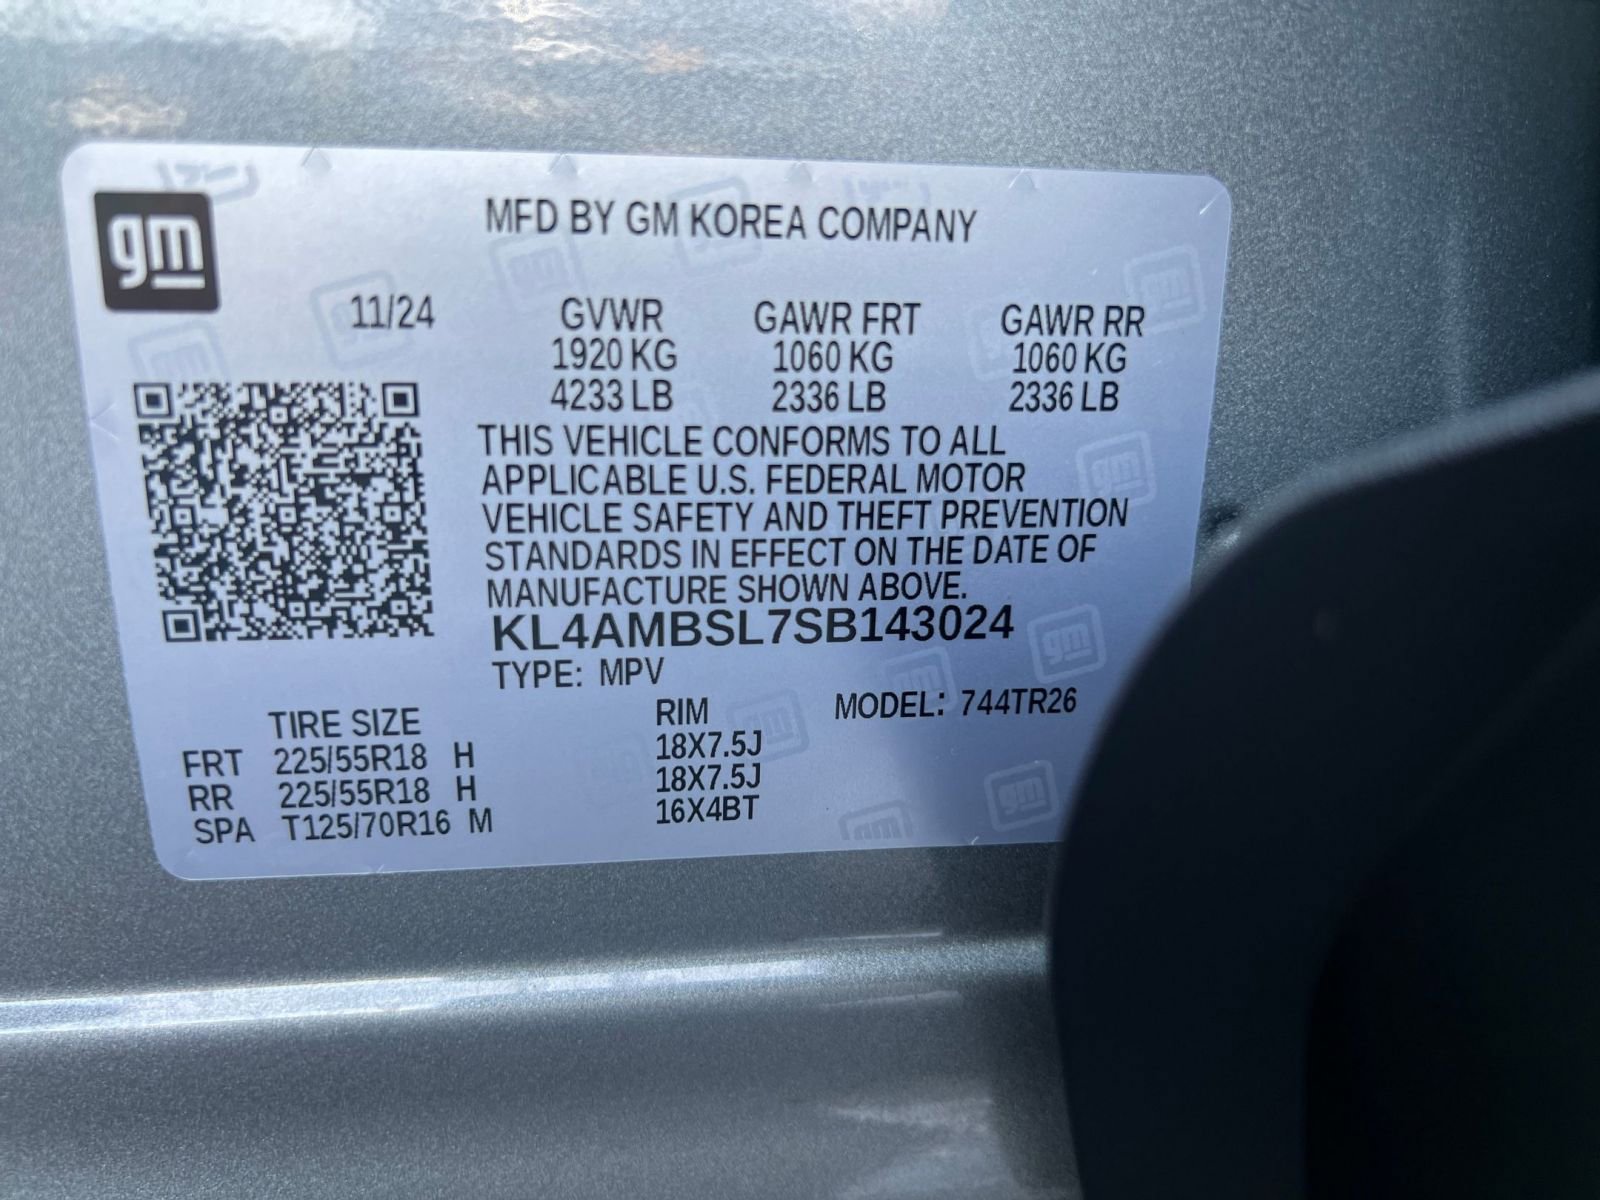 gm
MFD BY GM KOREA COMPANY
11/24 GVWR GAWR FRT GAWR RR
1920 KG 1060 KG 1060 KG
4233 LB 2336 LB 2336 LB
THIS VEHICLE CONFORMS TO ALL
APPLICABLE U.S. FEDERAL MOTOR
VEHICLE SAFETY AND THEFT PREVENTION
STANDARDS IN EFFECT ON THE DATE OF
MANUFACTURE SHOWN ABOVE.
KL4AMBSL7SB143024
TYPE: MPV
TIRE SIZE RIM MODEL: 744TR26
FRT 225/55R18 H 18X7.5J
RR 225/55R18 H 18X7.5J
SPA T125/70R16 M 16X4BT